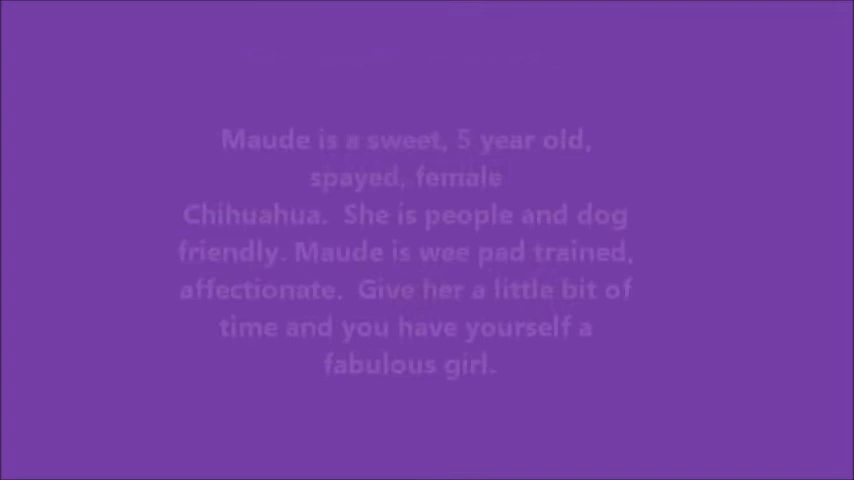 Maude is a sweet, 5 year old,
spayed, female
Chihuahua.  She is people and dog
friendly. Maude is wee pad trained,
affectionate.  Give her a little bit of
time and you have yourself a
fabulous girl.